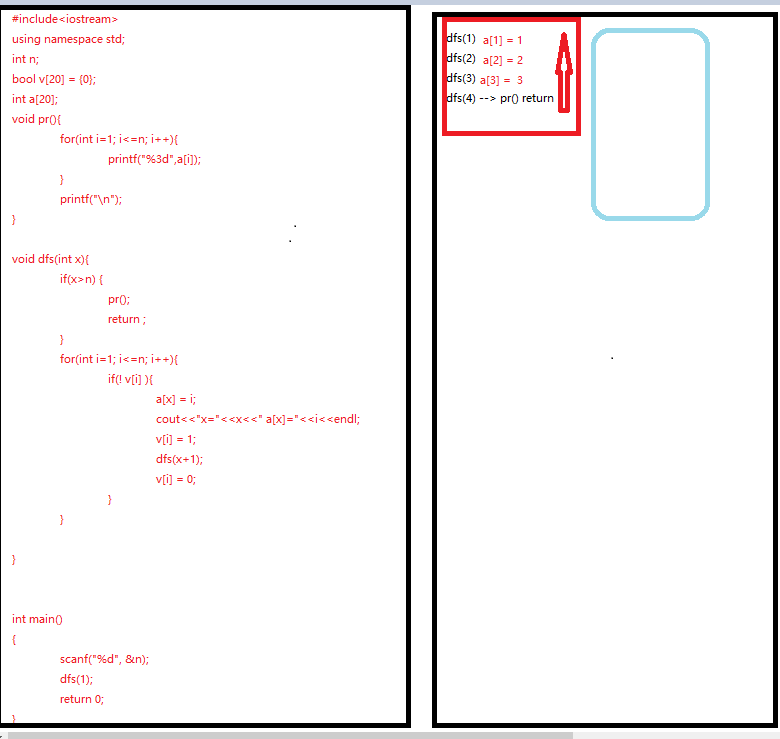 #include<iostream>
using namespace std;
int n;
bool v[20] = {0};
int a[20];
void pr(){
for(int i=1; i<=n; i++){
printf("%3d",a[i]);
}
printf("\n");
}
void dfs(int x){
if(x>n) {
pr();
return ;
}
for(int i=1; i<=n; i++){
if(! v[i] ){
a[x] = i;
cout<<"x="<<x<<" a[x]="<<i<<endl;
v[i] = 1;
dfs(x+1);
v[i] = 0;
}
}
}
int main()
{
scanf("%d", &n);
dfs(1);
return 0;
}
dfs(1) a[1] = 1
dfs(2) a[2] = 2
dfs(3) a[3] = 3
dfs(4) --> pr() return